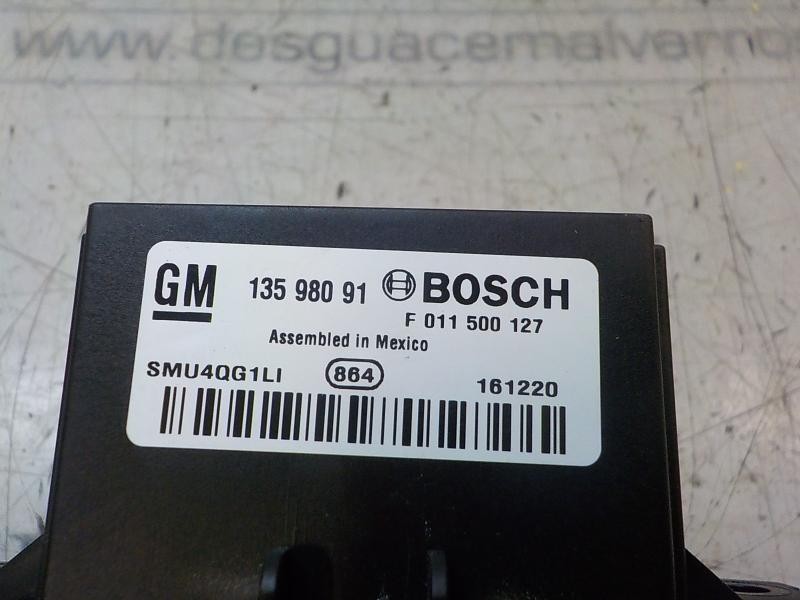 www.desguacemalverno
GM 135 980 91 BOSCH
F 011 500 127
Assembled in Mexico
SMU4QG1LI 864 161220